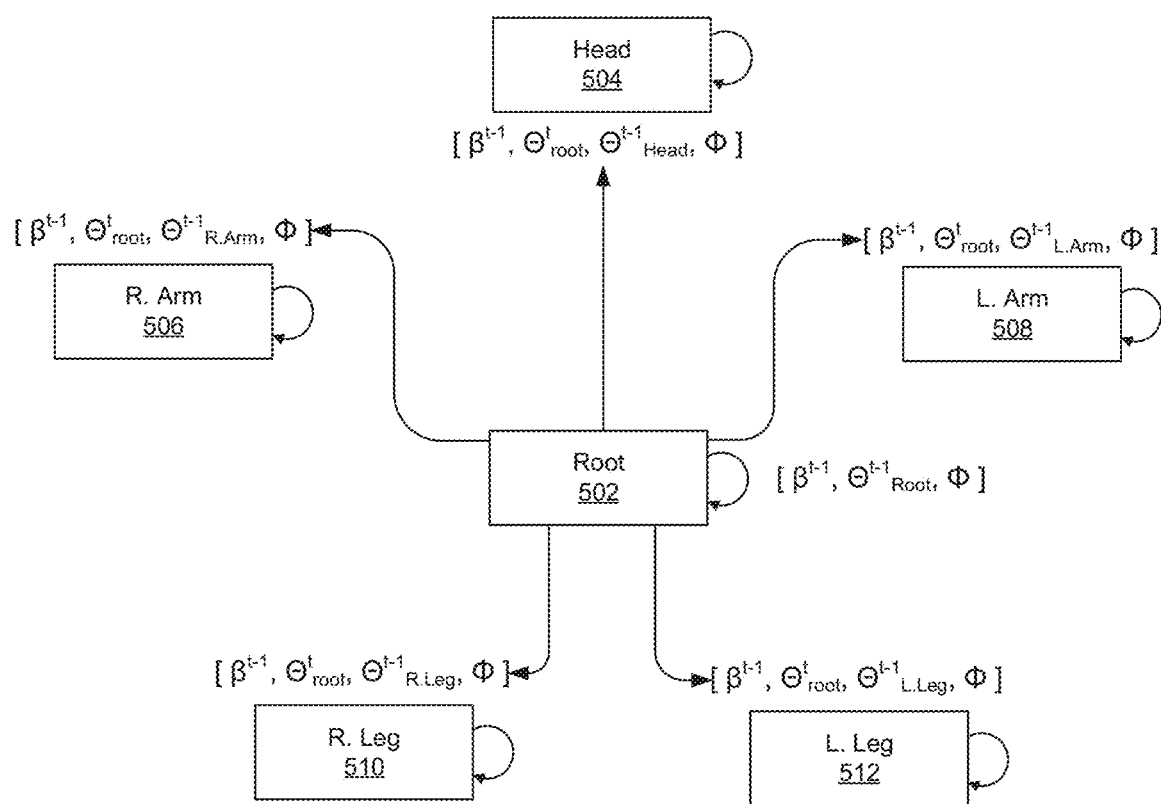 Head
504
[ β^t-1, Θ^t_root, Θ^t-1_Head, Φ ]
[ β^t-1, Θ^t_root, Θ^t-1_R.Arm, Φ ]
R. Arm
506
[ β^t-1, Θ^t_root, Θ^t-1_L.Arm, Φ ]
L. Arm
508
Root
502
[ β^t-1, Θ^t-1_Root, Φ ]
[ β^t-1, Θ^t_root, Θ^t-1_R.Leg, Φ ]
R. Leg
510
[ β^t-1, Θ^t_root, Θ^t-1_L.Leg, Φ ]
L. Leg
512